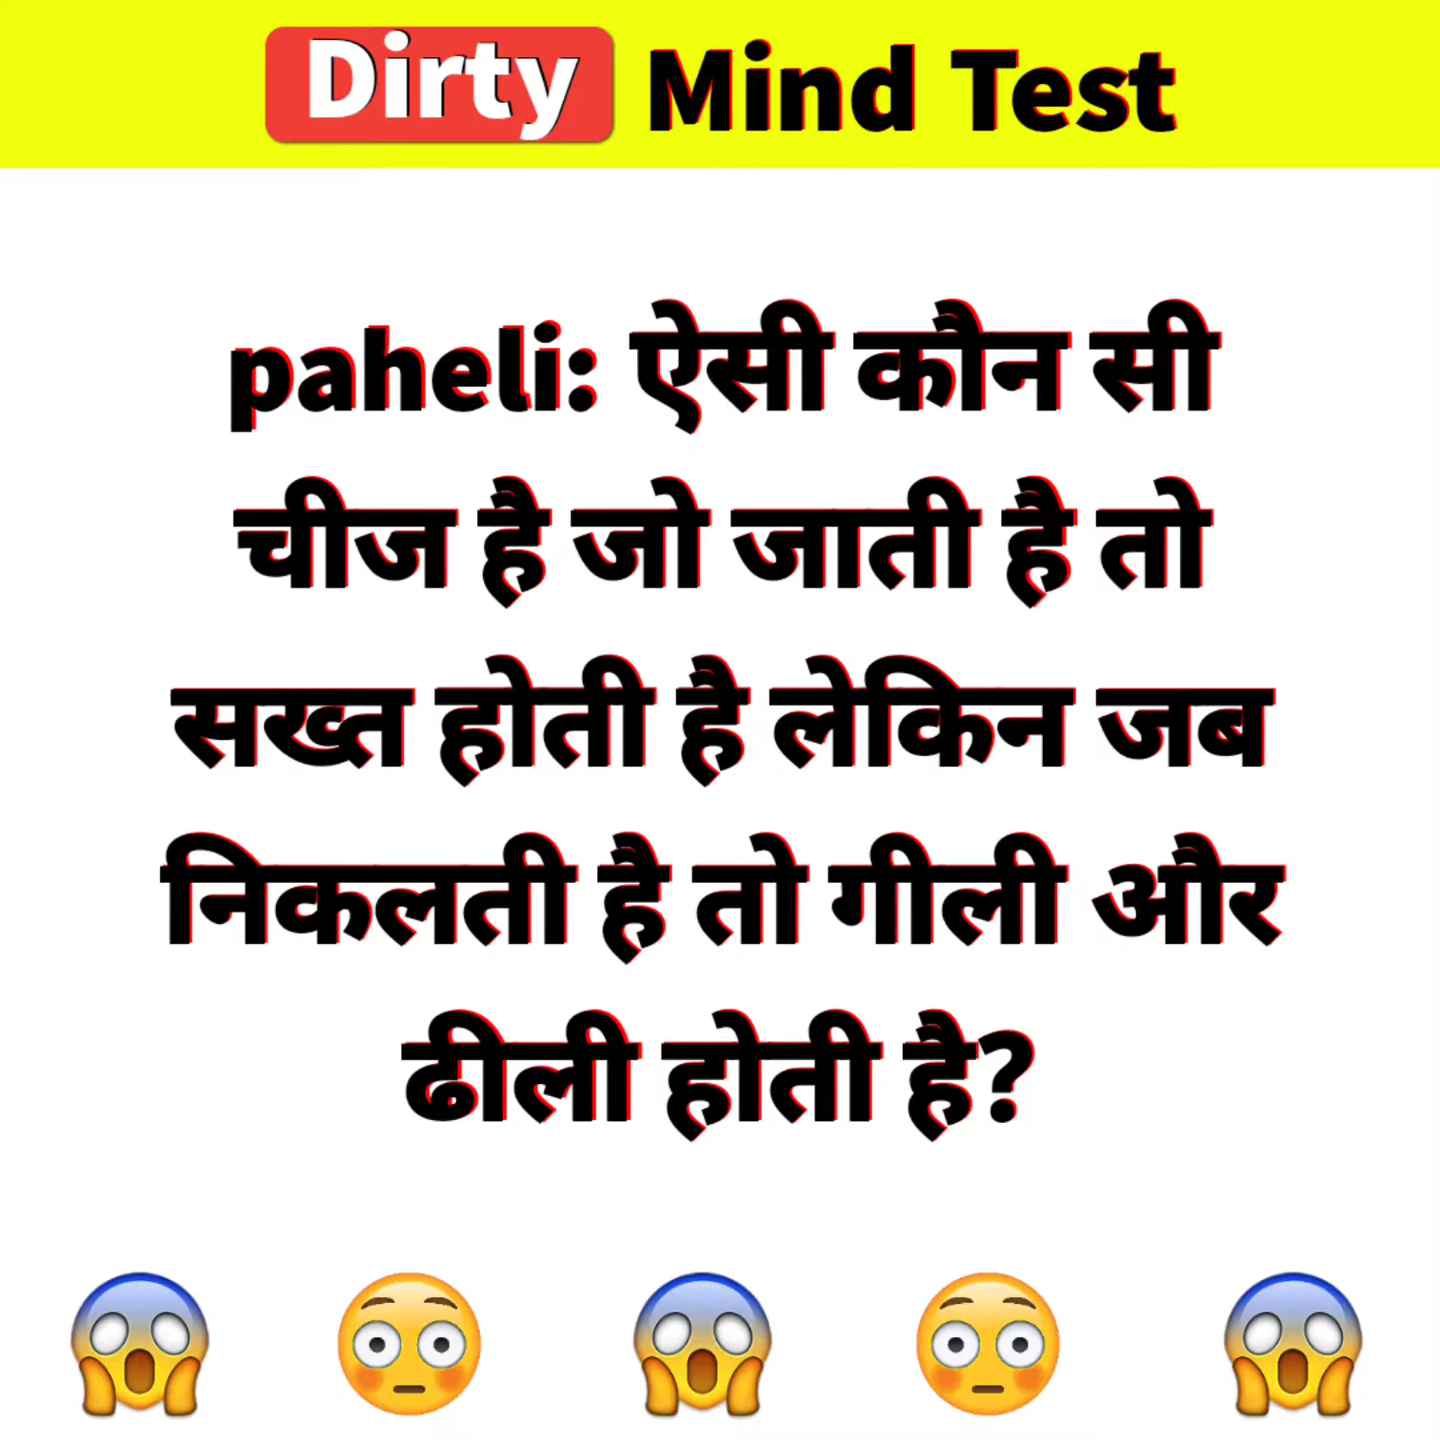 Dirty Mind Test
paheli: ऐसी कौन सी
चीज है जो जाती है तो
सख्त होती है लेकिन जब
निकलती है तो गीली और
ढीली होती है?